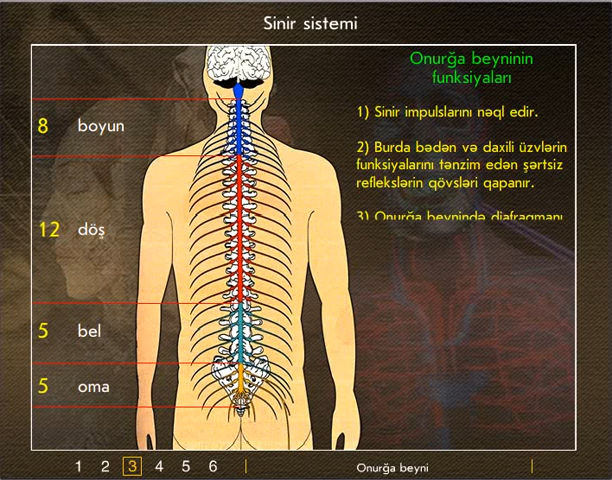 Sinir sistemi
8 boyun
12 döş
5 bel
5 oma
Onurğa beyninin
funksiyaları
1) Sinir impulslarını nəql edir.
2) Burda bədən və daxili üzvlərin
funksiyalarını tənzim edən şərtsiz
reflekslərin qövsləri qapanır.
3) Onurğa beynində diafraqmanı
1 2 3 4 5 6
Onurğa beyni